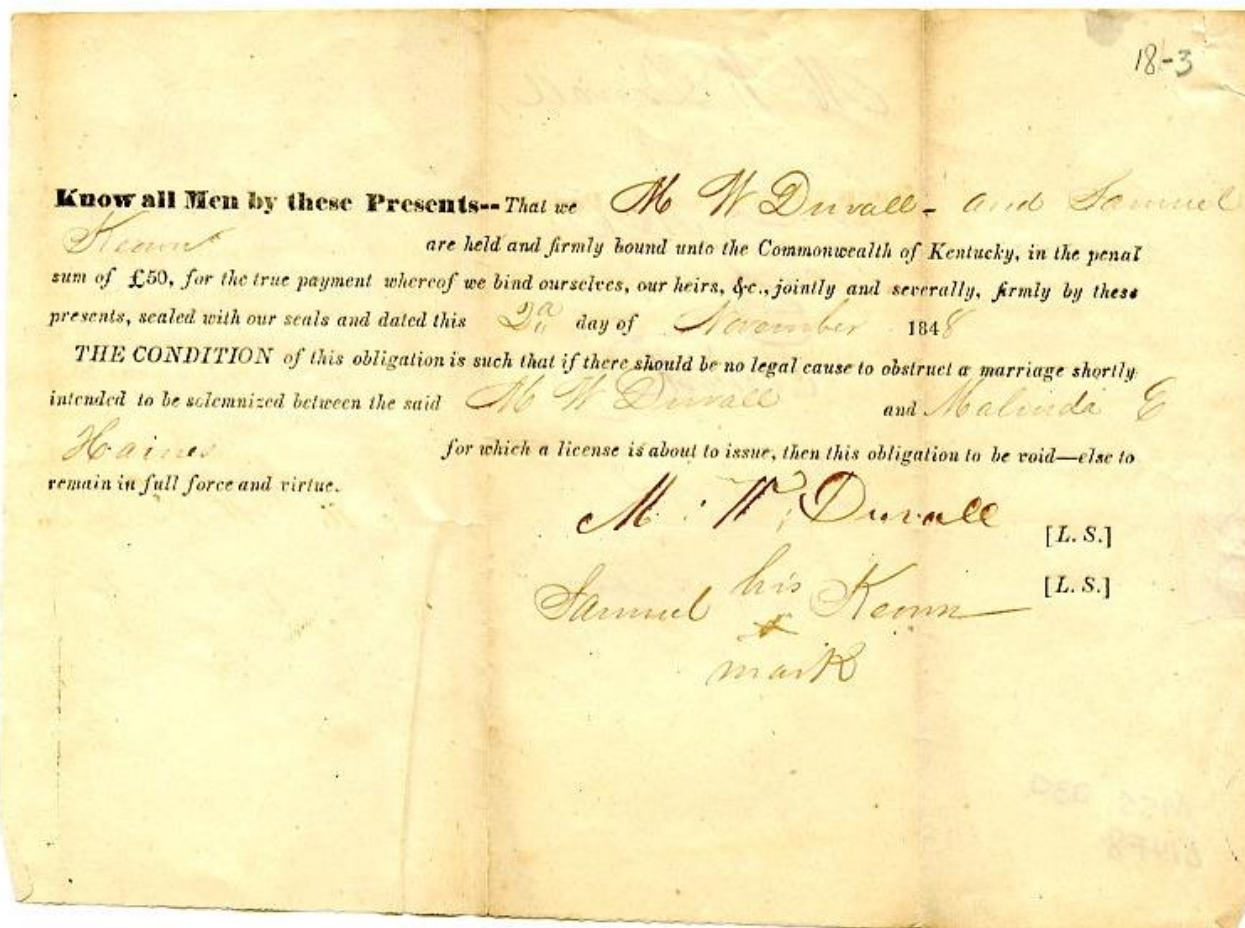 18-3
Know all Men by these Presents--That we M W Duvall - and Samuel
Keown are held and firmly bound unto the Commonwealth of Kentucky, in the penal
sum of £50, for the true payment whereof we bind ourselves, our heirs, &c., jointly and severally, firmly by these
presents, sealed with our seals and dated this 2d day of November 1848
THE CONDITION of this obligation is such that if there should be no legal cause to obstruct a marriage shortly
intended to be solemnized between the said M W Duvall and Malinda E
Haines for which a license is about to issue, then this obligation to be void—else to
remain in full force and virtue.
M. W. Duvall [L. S.]
Samuel his Keown [L. S.]
x
mark